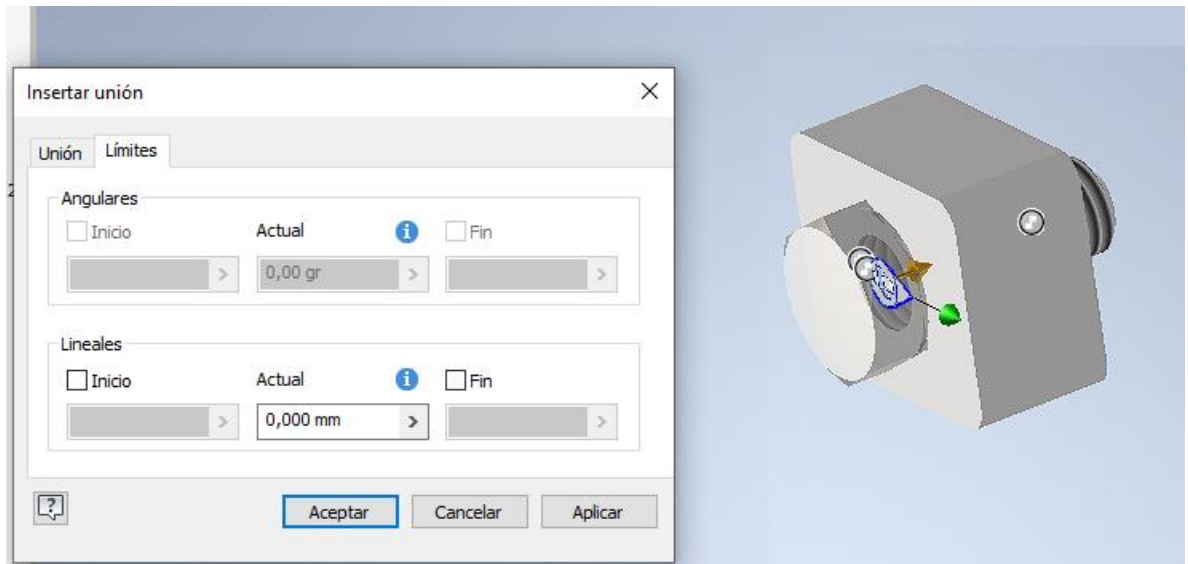 Insertar unión
Unión Límites
Angulares
Inicio Actual Fin
0,00 gr
Lineales
Inicio Actual Fin
0,000 mm
Aceptar Cancelar Aplicar
2